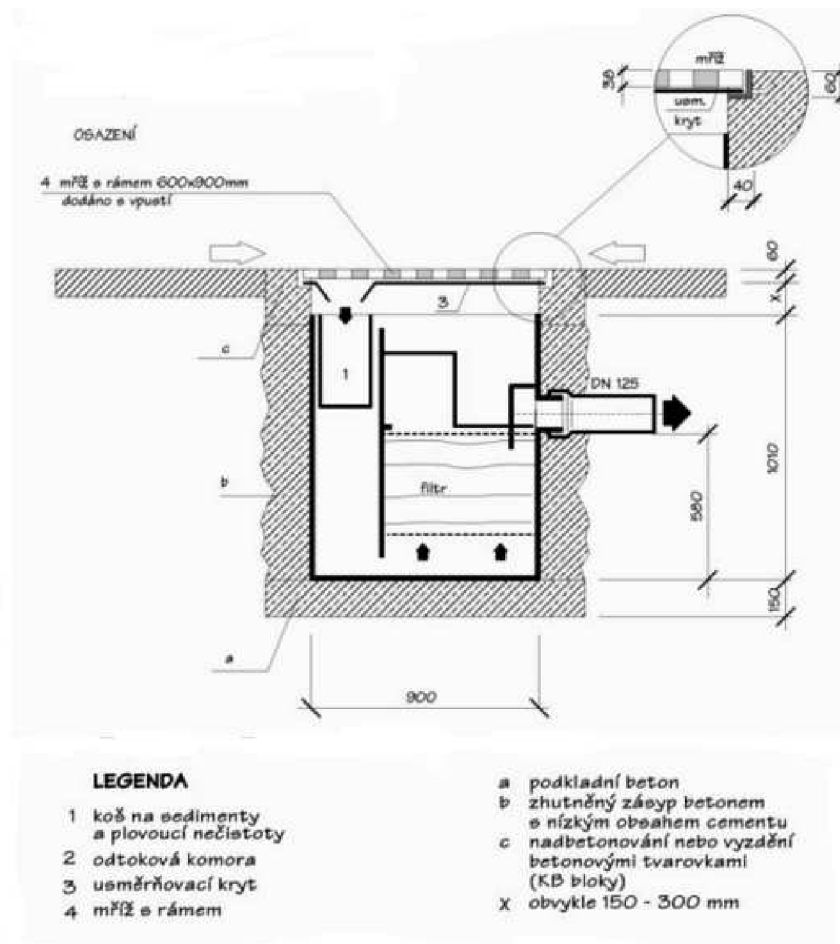 mříž
38
60
usm.
kryt
40
OSAZENÍ
4 mříž s rámem 600x900mm
dodáno s vpustí
60
3
X
c
1
DN 125
b
filtr
580
1010
150
a
900
LEGENDA
1 koš na sedimenty
a plovoucí nečistoty
2 odtoková komora
3 usměrňovací kryt
4 mříž s rámem
a podkladní beton
b zhutněný zásyp betonem
s nízkým obsahem cementu
c nadbetonování nebo vyzdění
betonovými tvarovkami
(KB bloky)
X obvykle 150 - 300 mm